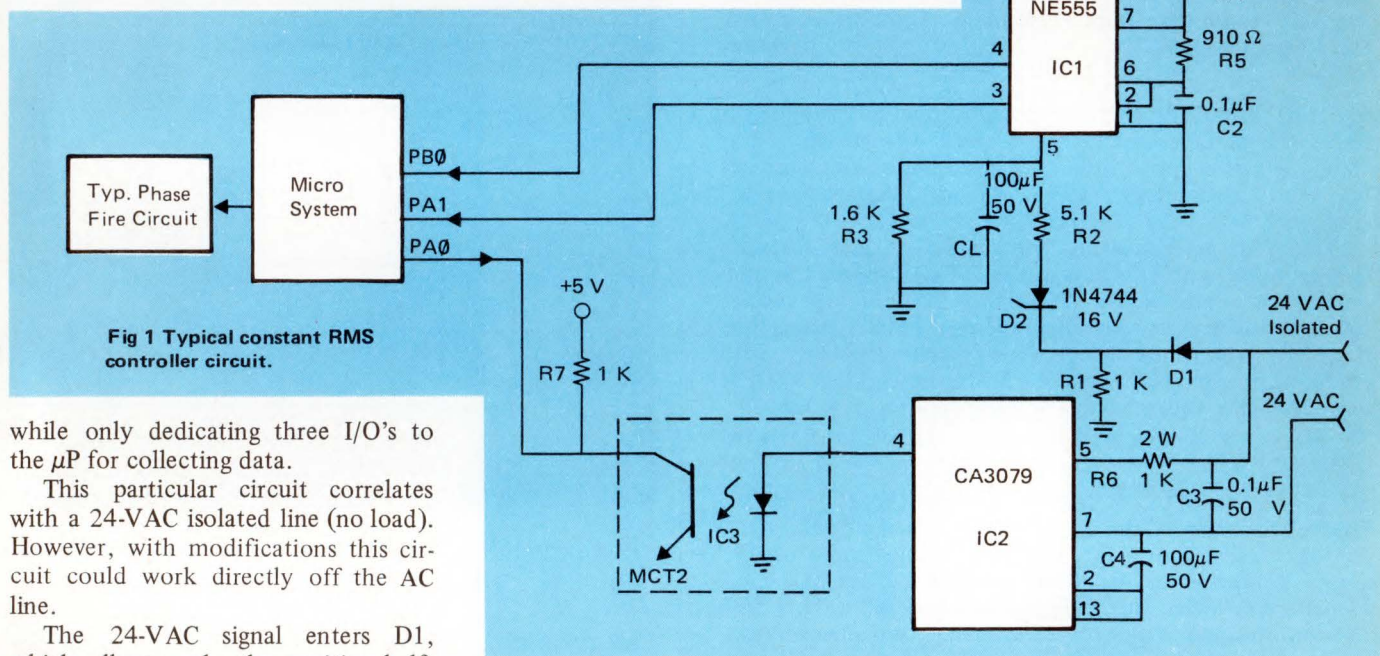 NE555
IC1
7
910 Ω
R5
6
2
1
0.1µF
C2
4
3
5
PBØ
PA1
PAØ
Micro
System
Typ. Phase
Fire Circuit
Fig 1 Typical constant RMS
controller circuit.
+5 V
R7
1 K
1.6 K
R3
100µF
50 V
CL
5.1 K
R2
1N4744
16 V
D2
24 VAC
Isolated
D1
R1
1 K
24 VAC
MCT2
IC3
4
CA3079
IC2
5
7
2
13
2 W
R6
1 K
C3
0.1µF
50 V
C4
100µF
50 V
while only dedicating three I/O's to
the µP for collecting data.
This particular circuit correlates
with a 24-VAC isolated line (no load).
However, with modifications this cir-
cuit could work directly off the AC
line.
The 24-VAC signal enters D1,